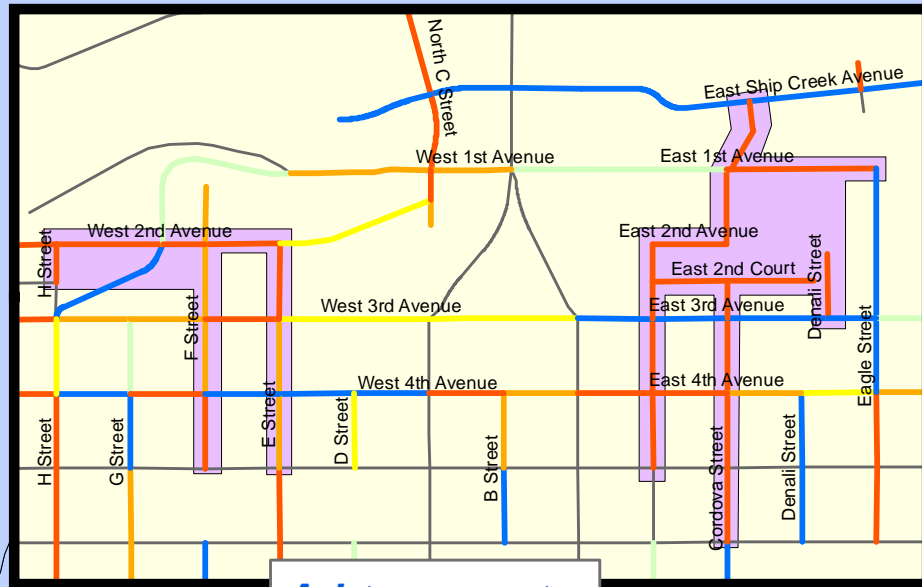 North C Street
East Ship Creek Avenue
West 1st Avenue
East 1st Avenue
West 2nd Avenue
East 2nd Avenue
H Street
East 2nd Court
Denali Street
F Street
West 3rd Avenue
East 3rd Avenue
Eagle Street
West 4th Avenue
East 4th Avenue
E Street
D Street
H Street
G Street
B Street
Cordova Street
Denali Street